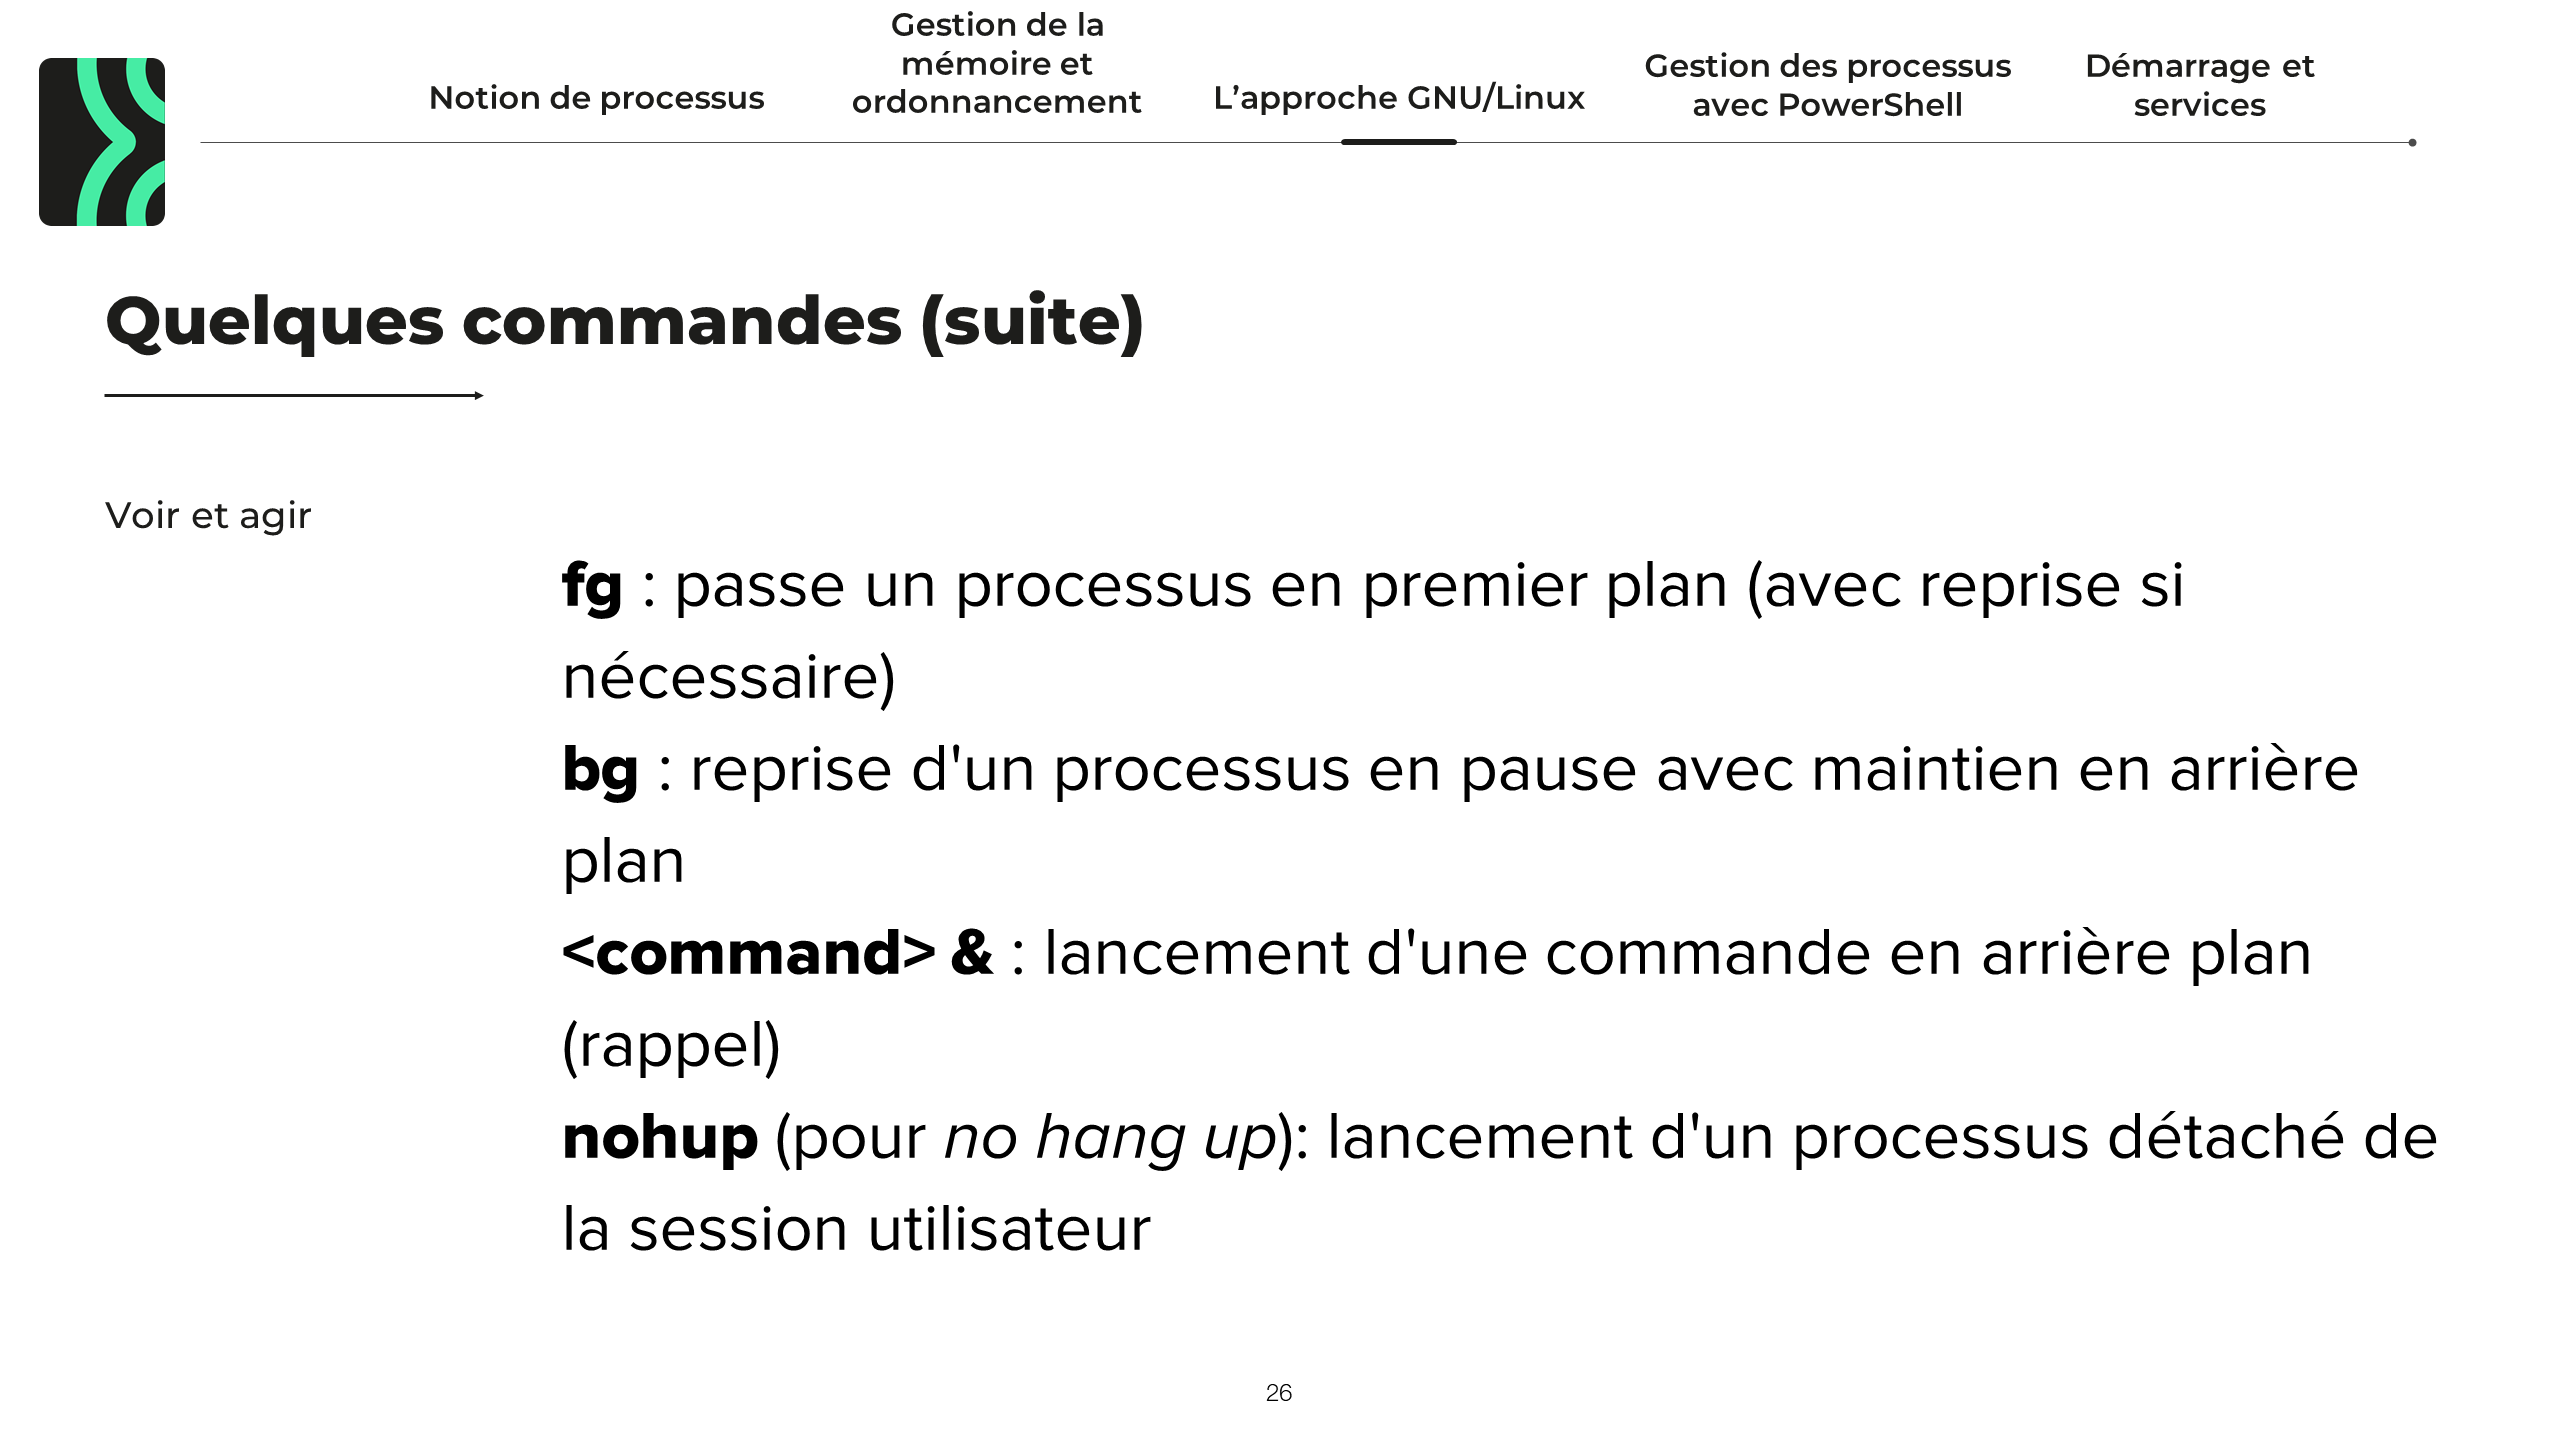 Notion de processus
Gestion de la
mémoire et
ordonnancement
L’approche GNU/Linux
Gestion des processus
avec PowerShell
Démarrage et
services
Quelques commandes (suite)
Voir et agir
fg : passe un processus en premier plan (avec reprise si
nécessaire)
bg : reprise d'un processus en pause avec maintien en arrière
plan
<command> & : lancement d'une commande en arrière plan
(rappel)
nohup (pour no hang up): lancement d'un processus détaché de
la session utilisateur
26